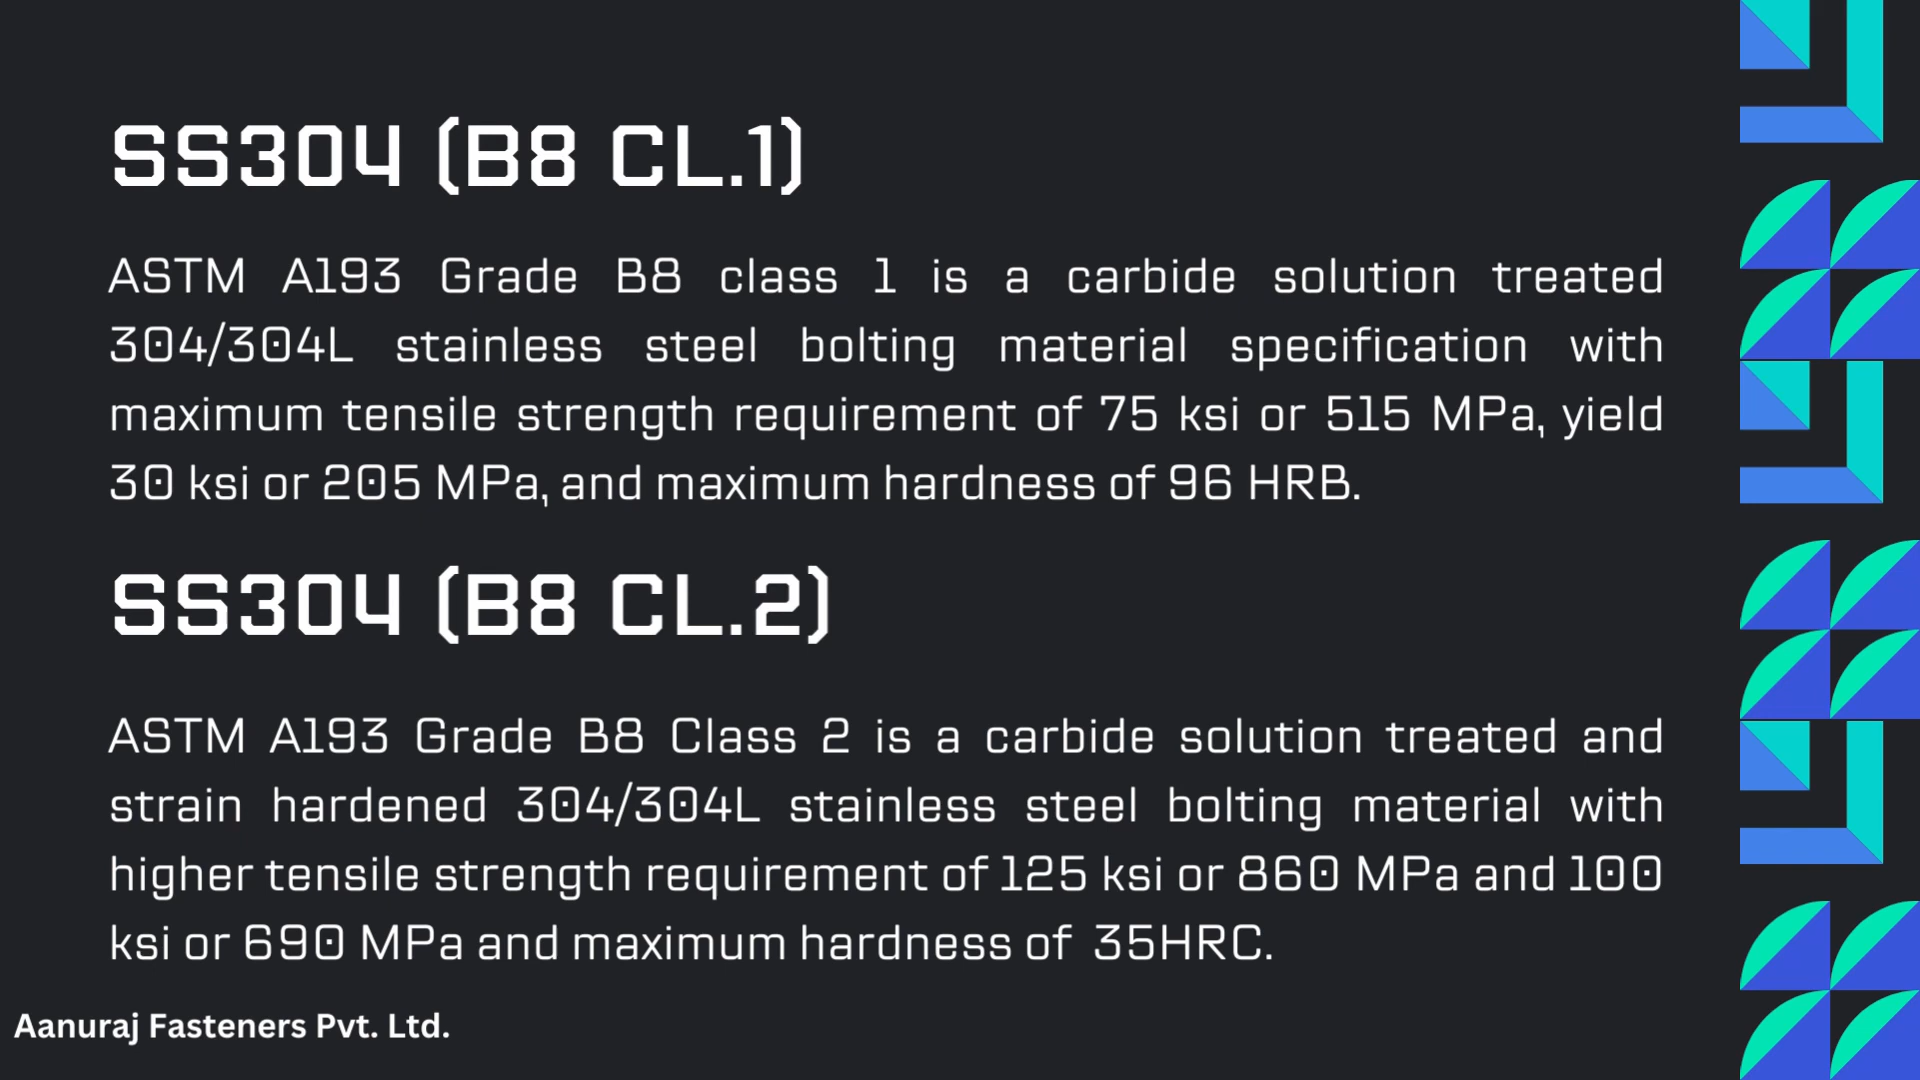 SS304 (B8 CL.1)
ASTM A193 Grade B8 class 1 is a carbide solution treated
304/304L stainless steel bolting material specification with
maximum tensile strength requirement of 75 ksi or 515 MPa, yield
30 ksi or 205 MPa, and maximum hardness of 96 HRB.
SS304 (B8 CL.2)
ASTM A193 Grade B8 Class 2 is a carbide solution treated and
strain hardened 304/304L stainless steel bolting material with
higher tensile strength requirement of 125 ksi or 860 MPa and 100
ksi or 690 MPa and maximum hardness of 35HRC.
Aanuraj Fasteners Pvt. Ltd.